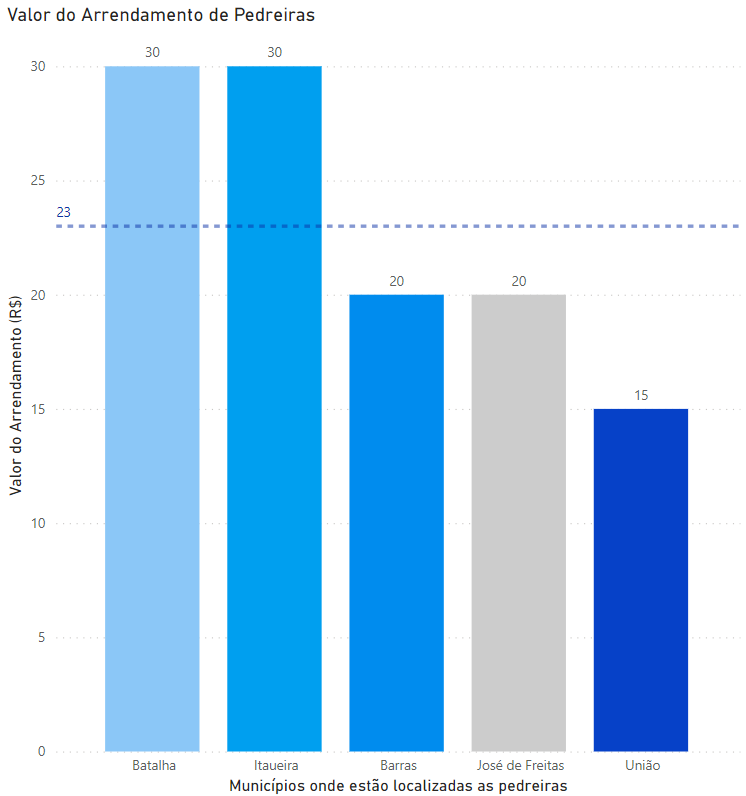 Valor do Arrendamento de Pedreiras
30 30
30
25
23
20 20
20
15
15
10
5
0
Valor do Arrendamento (R$)
Batalha Itaueira Barras José de Freitas União
Municípios onde estão localizadas as pedreiras